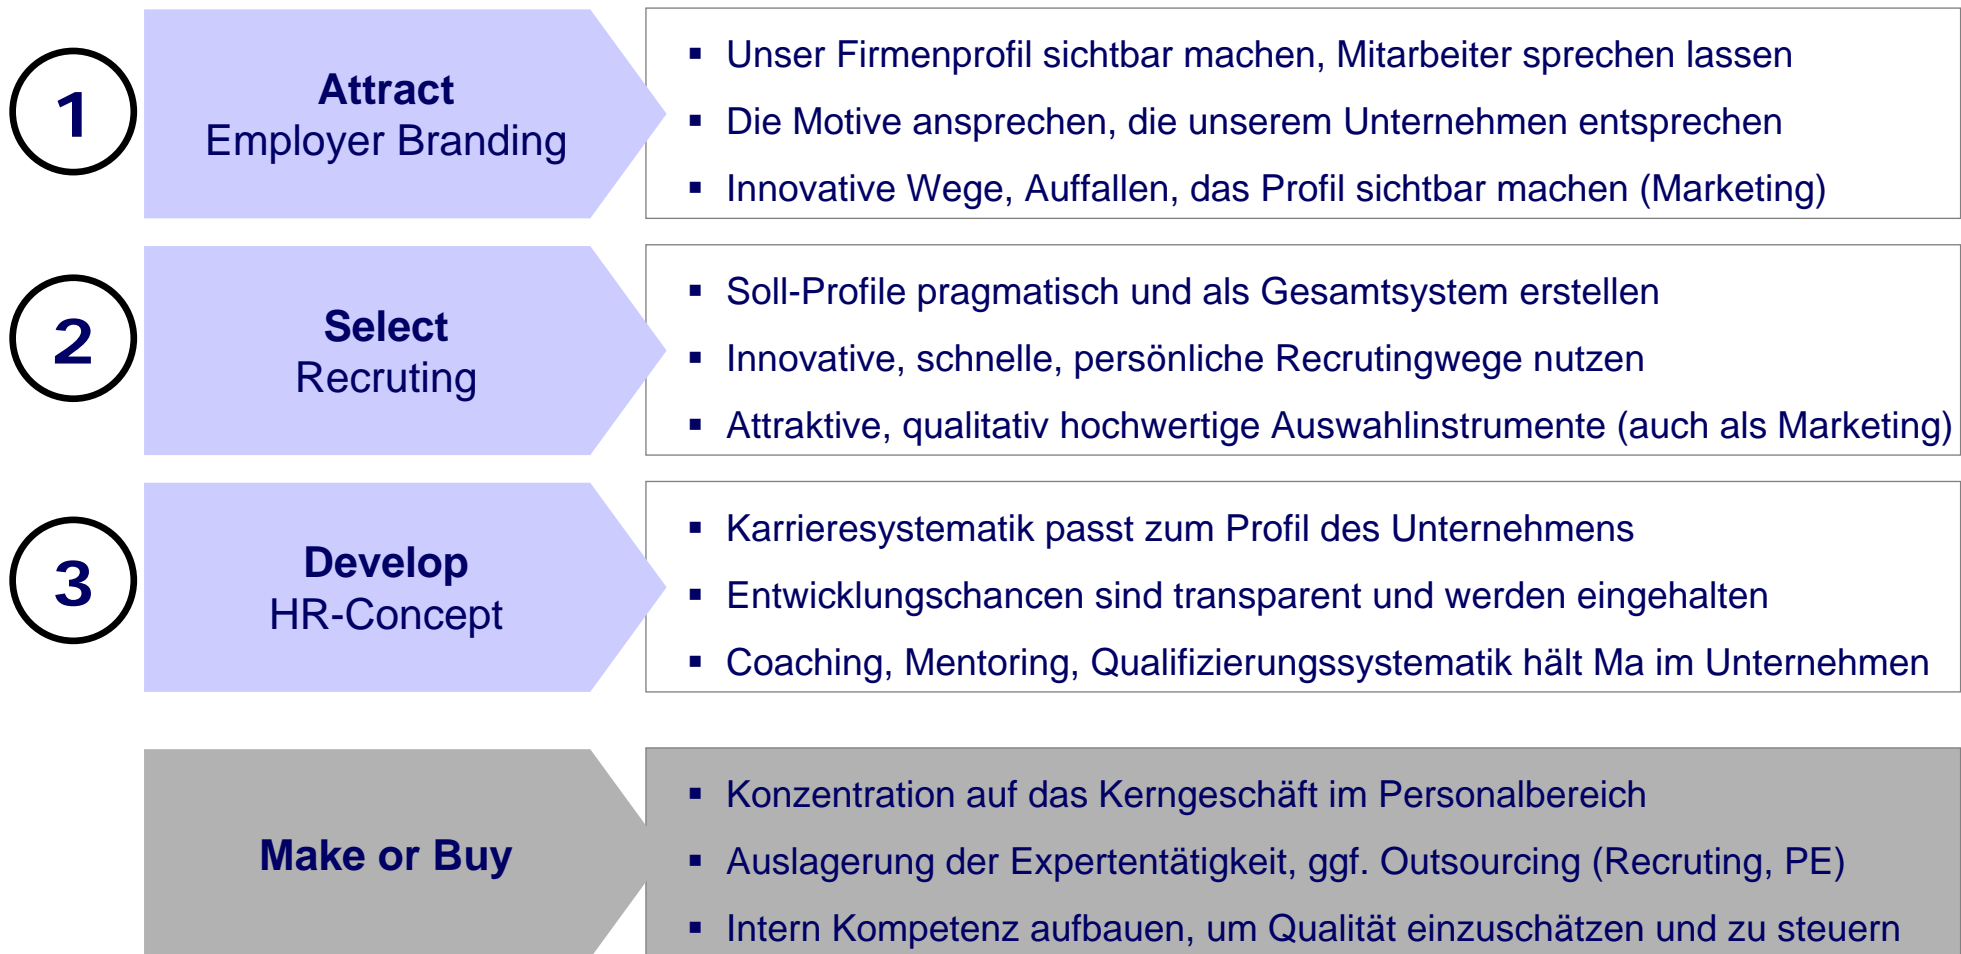 1
Attract
Employer Branding
▪ Unser Firmenprofil sichtbar machen, Mitarbeiter sprechen lassen
▪ Die Motive ansprechen, die unserem Unternehmen entsprechen
▪ Innovative Wege, Auffallen, das Profil sichtbar machen (Marketing)
2
Select
Recruting
▪ Soll-Profile pragmatisch und als Gesamtsystem erstellen
▪ Innovative, schnelle, persönliche Recrutingwege nutzen
▪ Attraktive, qualitativ hochwertige Auswahlinstrumente (auch als Marketing)
3
Develop
HR-Concept
▪ Karrieresystematik passt zum Profil des Unternehmens
▪ Entwicklungschancen sind transparent und werden eingehalten
▪ Coaching, Mentoring, Qualifizierungssystematik hält Ma im Unternehmen
Make or Buy
▪ Konzentration auf das Kerngeschäft im Personalbereich
▪ Auslagerung der Expertentätigkeit, ggf. Outsourcing (Recruting, PE)
▪ Intern Kompetenz aufbauen, um Qualität einzuschätzen und zu steuern